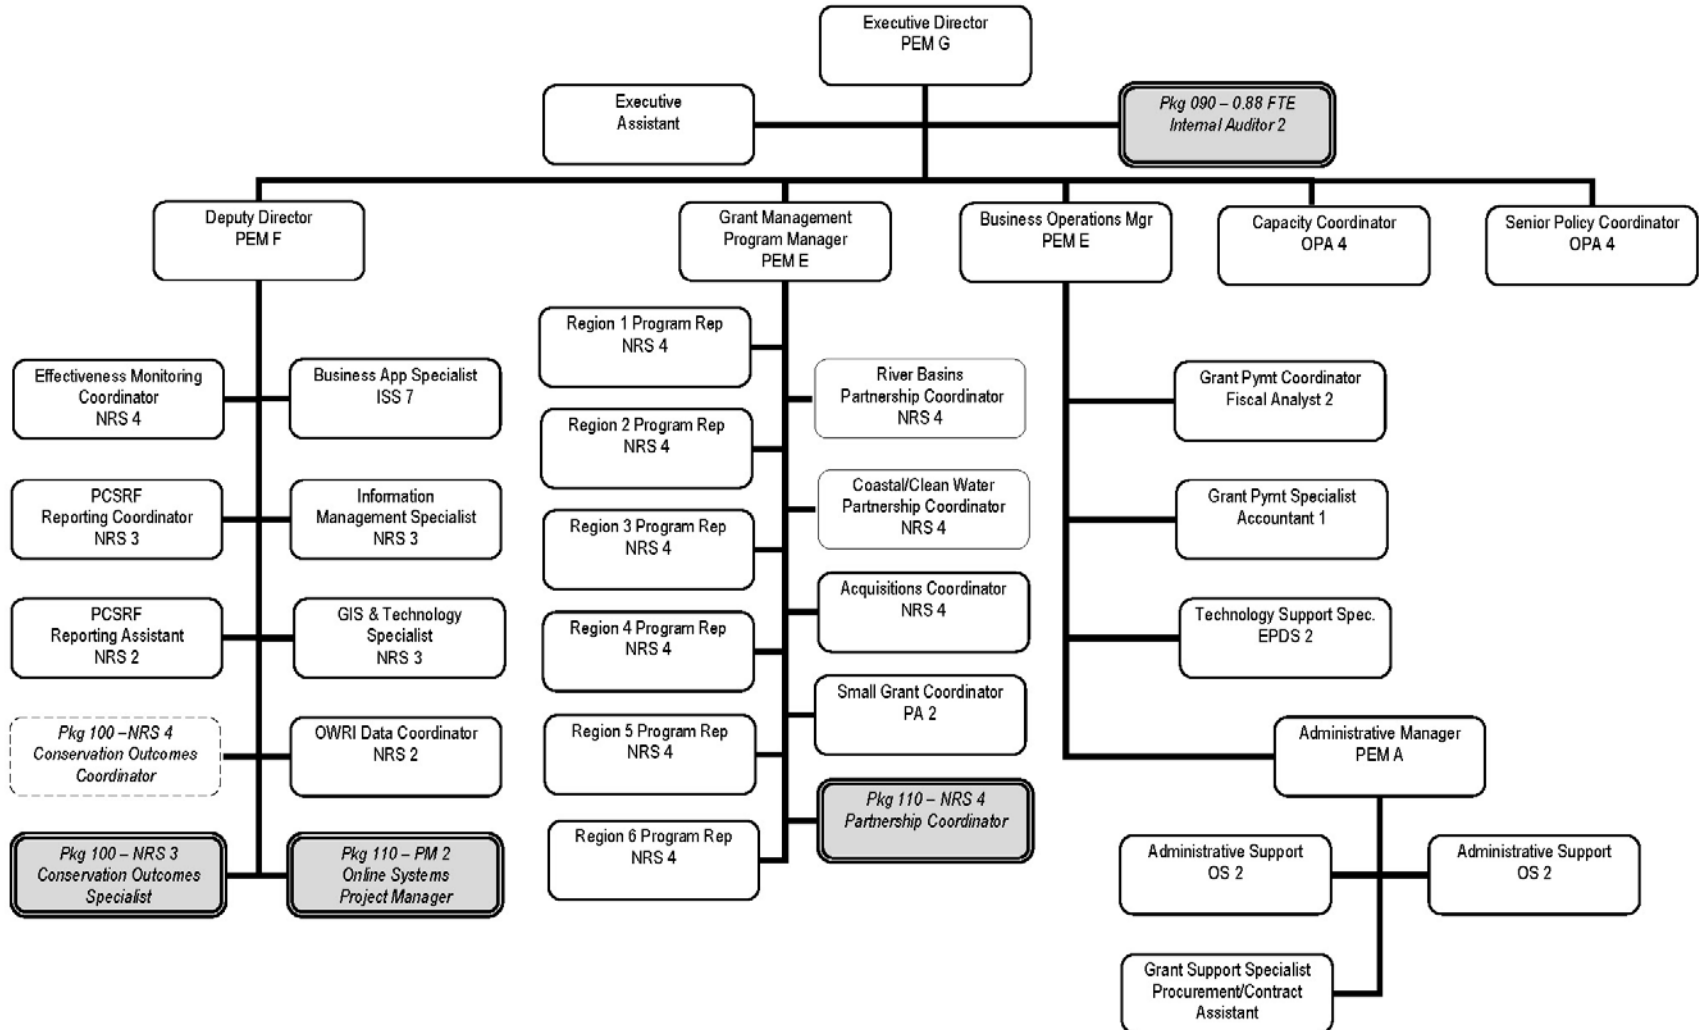 Executive Director
PEM G
Executive
Assistant
Pkg 090 – 0.88 FTE
Internal Auditor 2
Deputy Director
PEM F
Grant Management
Program Manager
PEM E
Business Operations Mgr
PEM E
Capacity Coordinator
OPA 4
Senior Policy Coordinator
OPA 4
Effectiveness Monitoring
Coordinator
NRS 4
Business App Specialist
ISS 7
PCSRF
Reporting Coordinator
NRS 3
Information
Management Specialist
NRS 3
PCSRF
Reporting Assistant
NRS 2
GIS & Technology
Specialist
NRS 3
Pkg 100 –NRS 4
Conservation Outcomes
Coordinator
OWRI Data Coordinator
NRS 2
Pkg 100 – NRS 3
Conservation Outcomes
Specialist
Pkg 110 – PM 2
Online Systems
Project Manager
Region 1 Program Rep
NRS 4
Region 2 Program Rep
NRS 4
Region 3 Program Rep
NRS 4
Region 4 Program Rep
NRS 4
Region 5 Program Rep
NRS 4
Region 6 Program Rep
NRS 4
River Basins
Partnership Coordinator
NRS 4
Coastal/Clean Water
Partnership Coordinator
NRS 4
Acquisitions Coordinator
NRS 4
Small Grant Coordinator
PA 2
Pkg 110 – NRS 4
Partnership Coordinator
Grant Pymt Coordinator
Fiscal Analyst 2
Grant Pymt Specialist
Accountant 1
Technology Support Spec.
EPDS 2
Administrative Manager
PEM A
Administrative Support
OS 2
Administrative Support
OS 2
Grant Support Specialist
Procurement/Contract
Assistant